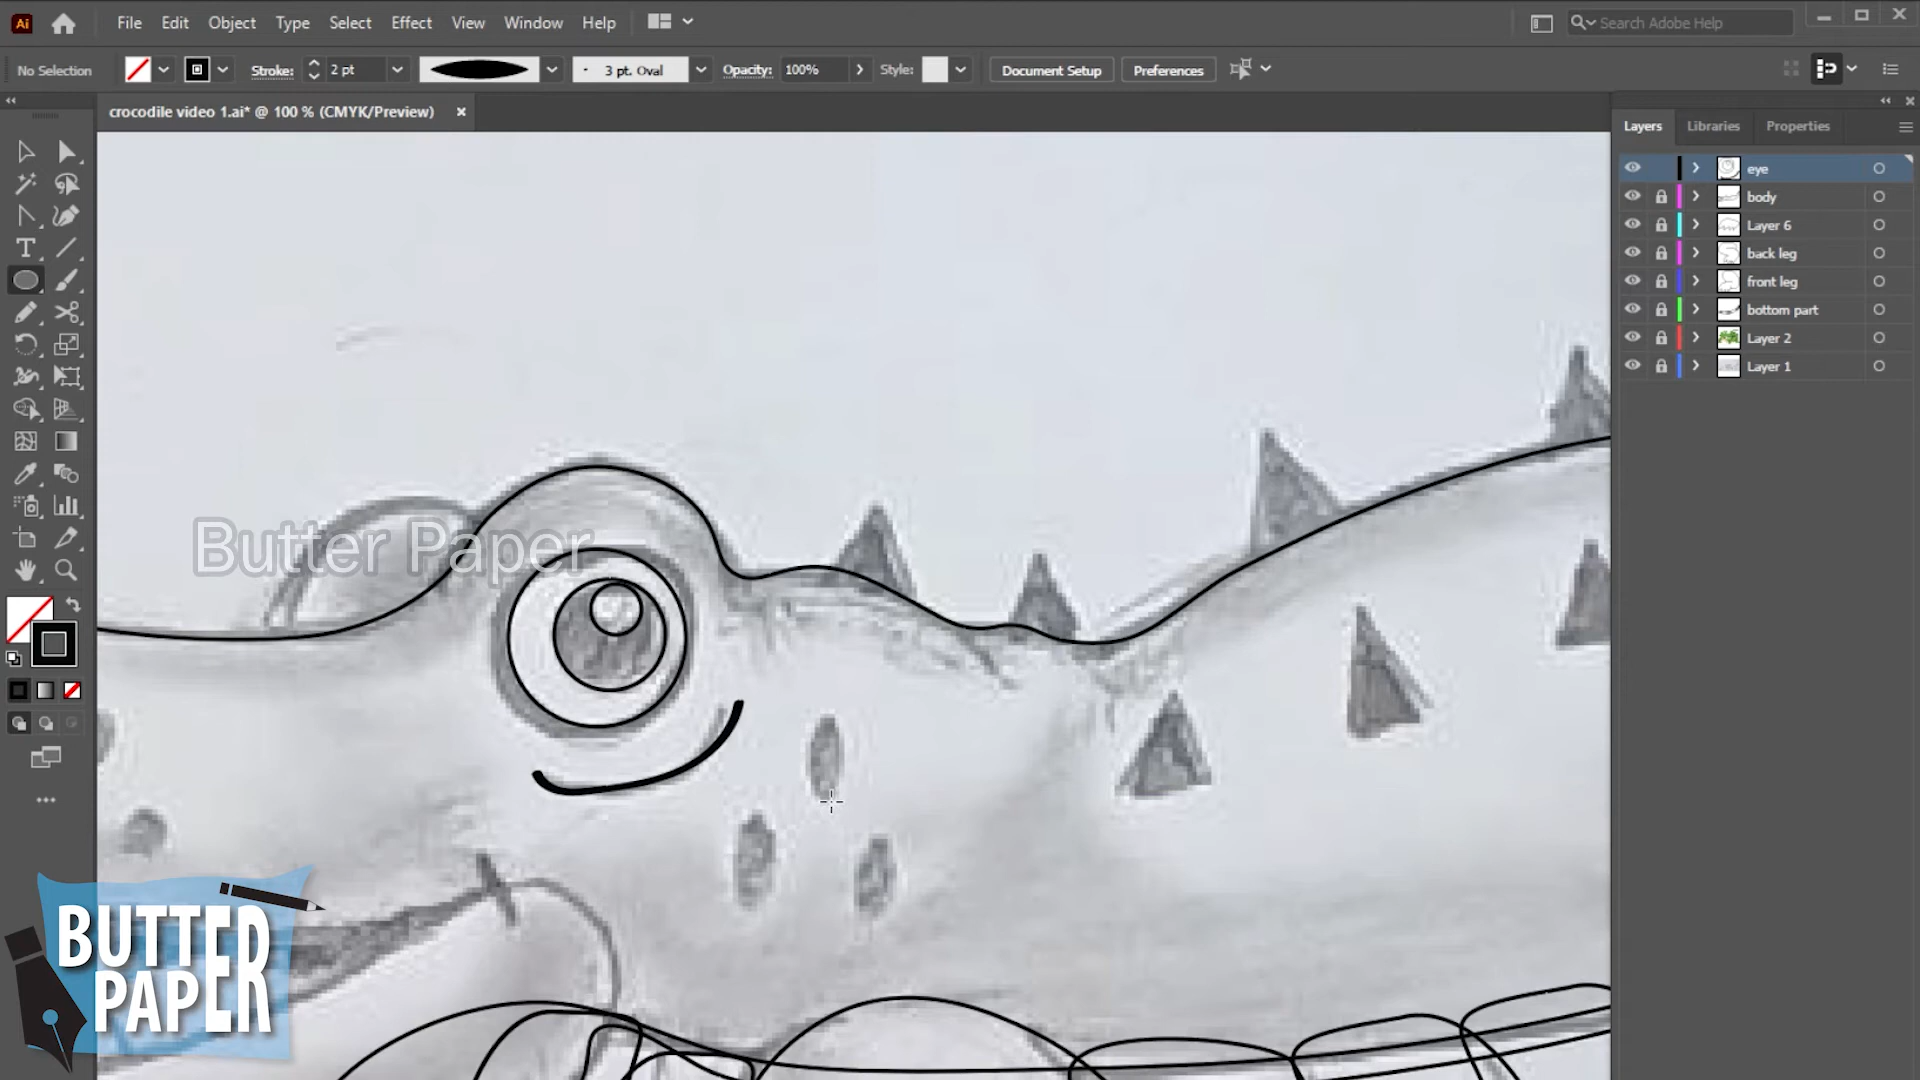 Ai File Edit Object Type Select Effect View Window Help Search Adobe Help
No Selection Stroke: 2 pt 3 pt. Oval Opacity: 100% Style: Document Setup Preferences
crocodile video 1.ai* @ 100 % (CMYK/Preview)
Layers Libraries Properties
eye
body
Layer 6
back leg
front leg
bottom part
Layer 2
Layer 1
Butter Paper
BUTTER
PAPER